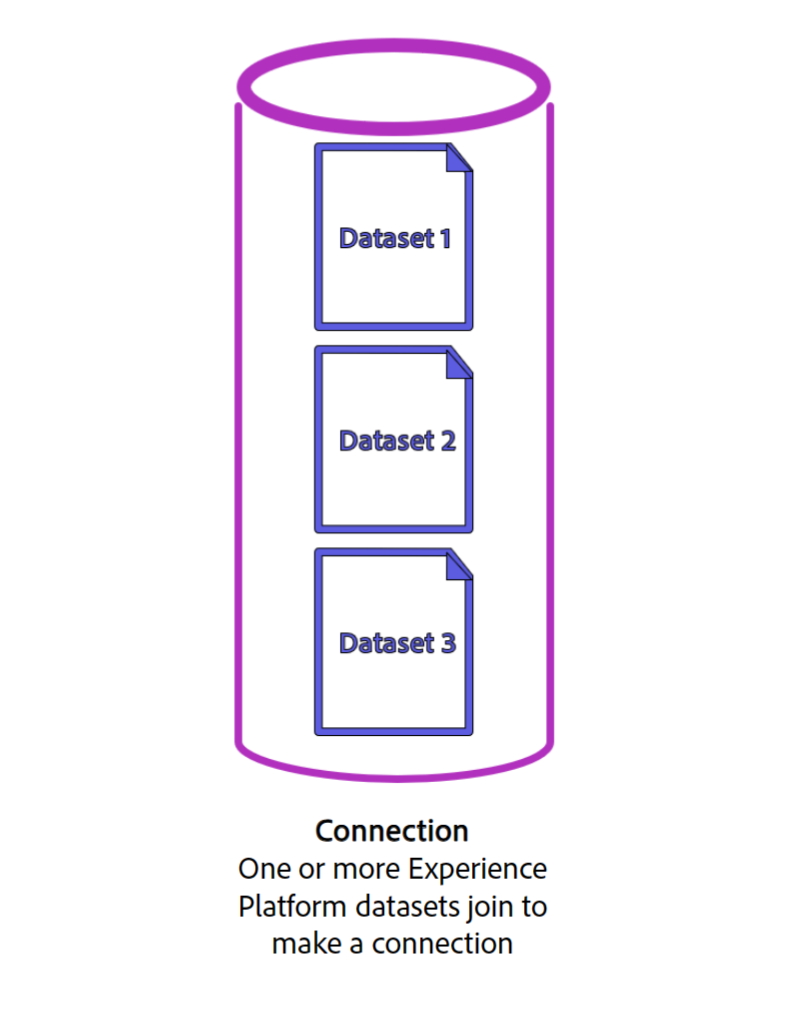 Dataset 1
Dataset 2
Dataset 3
Connection
One or more Experience
Platform datasets join to
make a connection